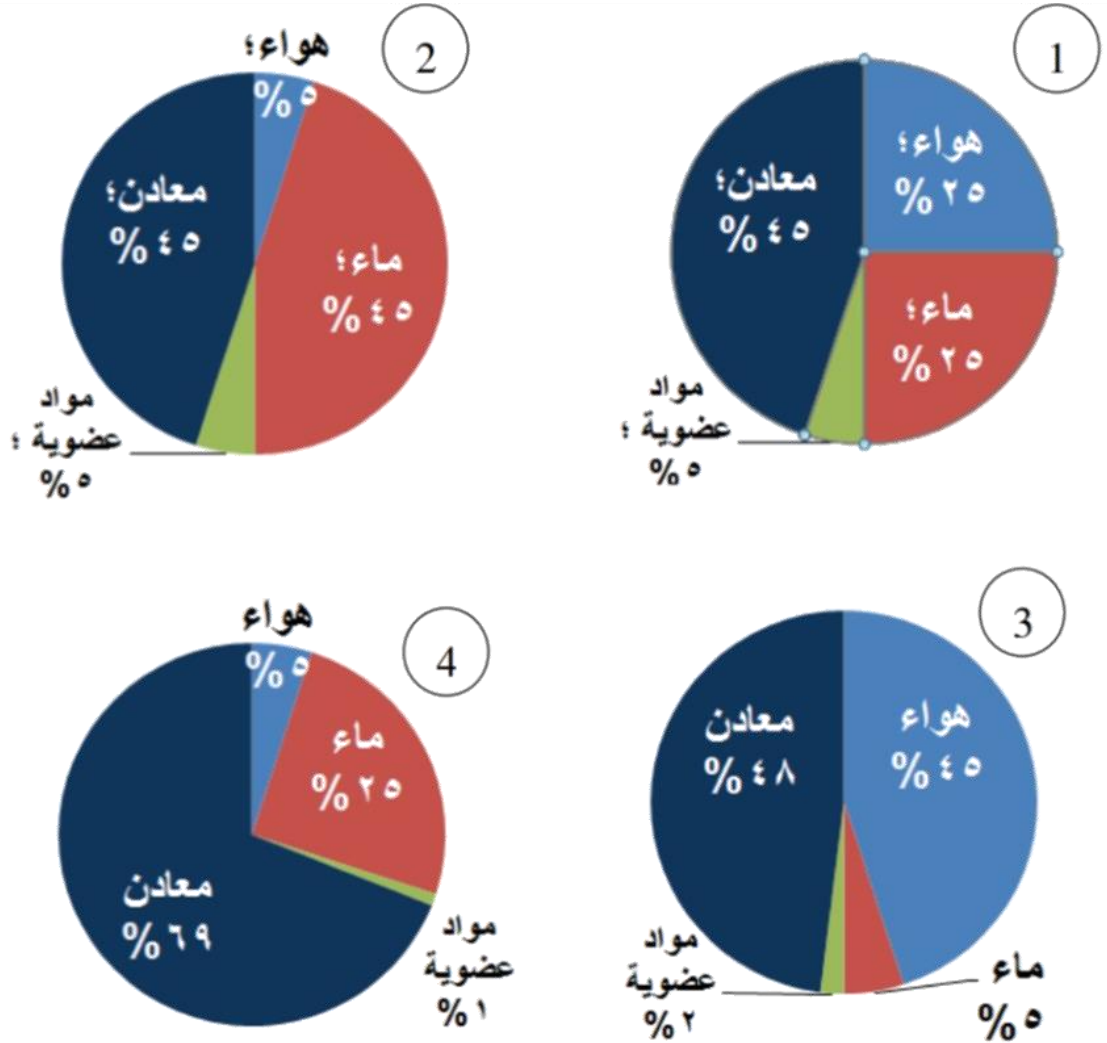 1
هواء؛
٢٥ %
ماء؛
٢٥ %
معادن؛
٤٥ %
مواد
عضوية ؛
٥ %
2
هواء؛
٥ %
ماء؛
٤٥ %
معادن؛
٤٥ %
مواد
عضوية ؛
٥ %
3
هواء
٤٥ %
معادن
٤٨ %
مواد
عضوية
٢ %
ماء
٥ %
4
هواء
٥ %
ماء
٢٥ %
معادن
٦٩ %
مواد
عضوية
١ %